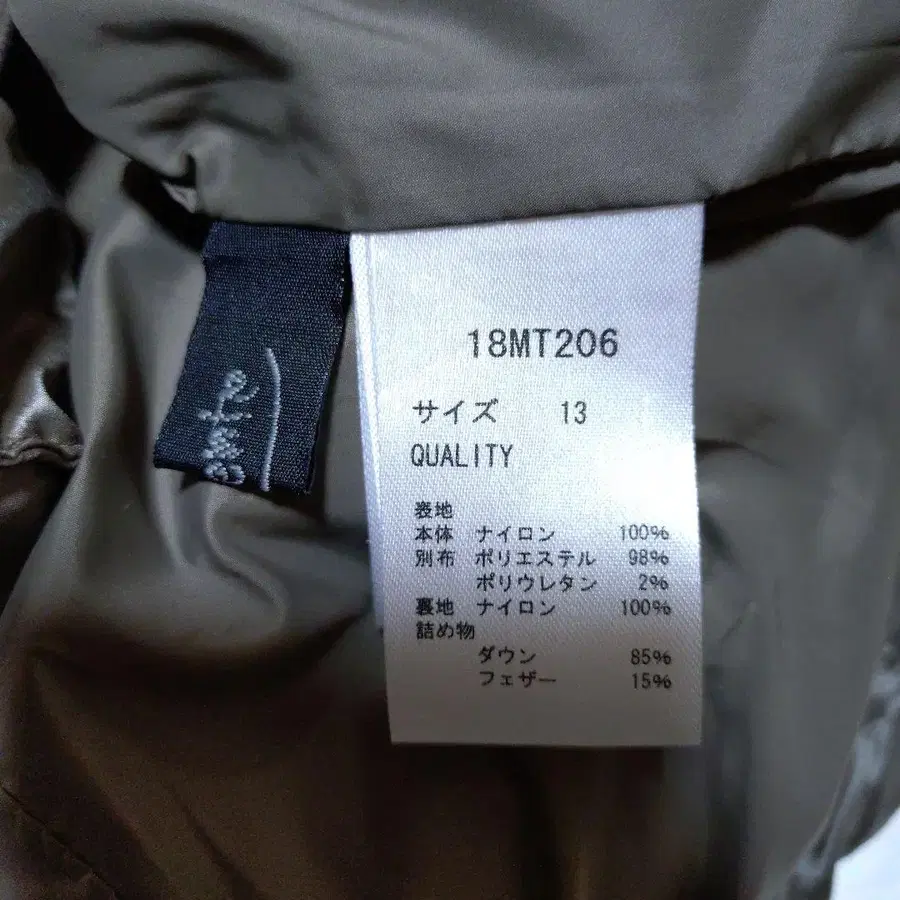 18MT206
サイズ 13
QUALITY
表地
本体 ナイロン 100%
別布 ポリエステル 98%
ポリウレタン 2%
裏地 ナイロン 100%
詰め物
ダウン 85%
フェザー 15%